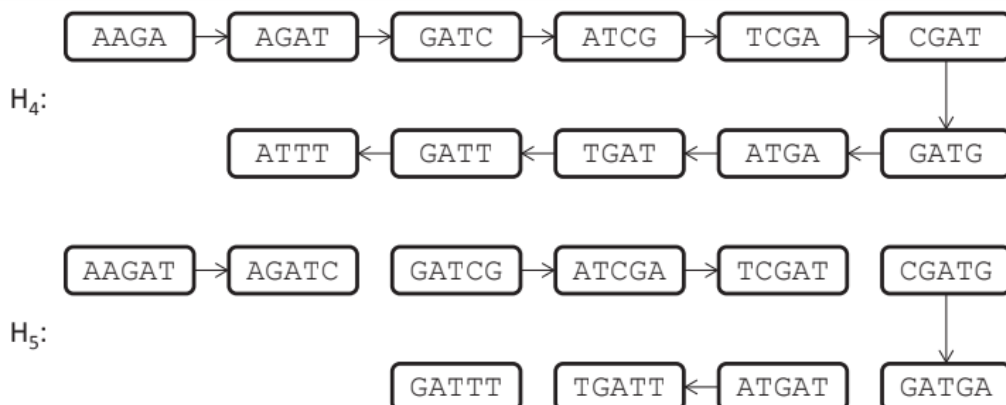 AAGA AGAT GATC ATCG TCGA CGAT
H₄:
ATTT GATT TGAT ATGA GATG
AAGAT AGATC GATCG ATCGA TCGAT CGATG
H₅:
GATTT TGATT ATGAT GATGA